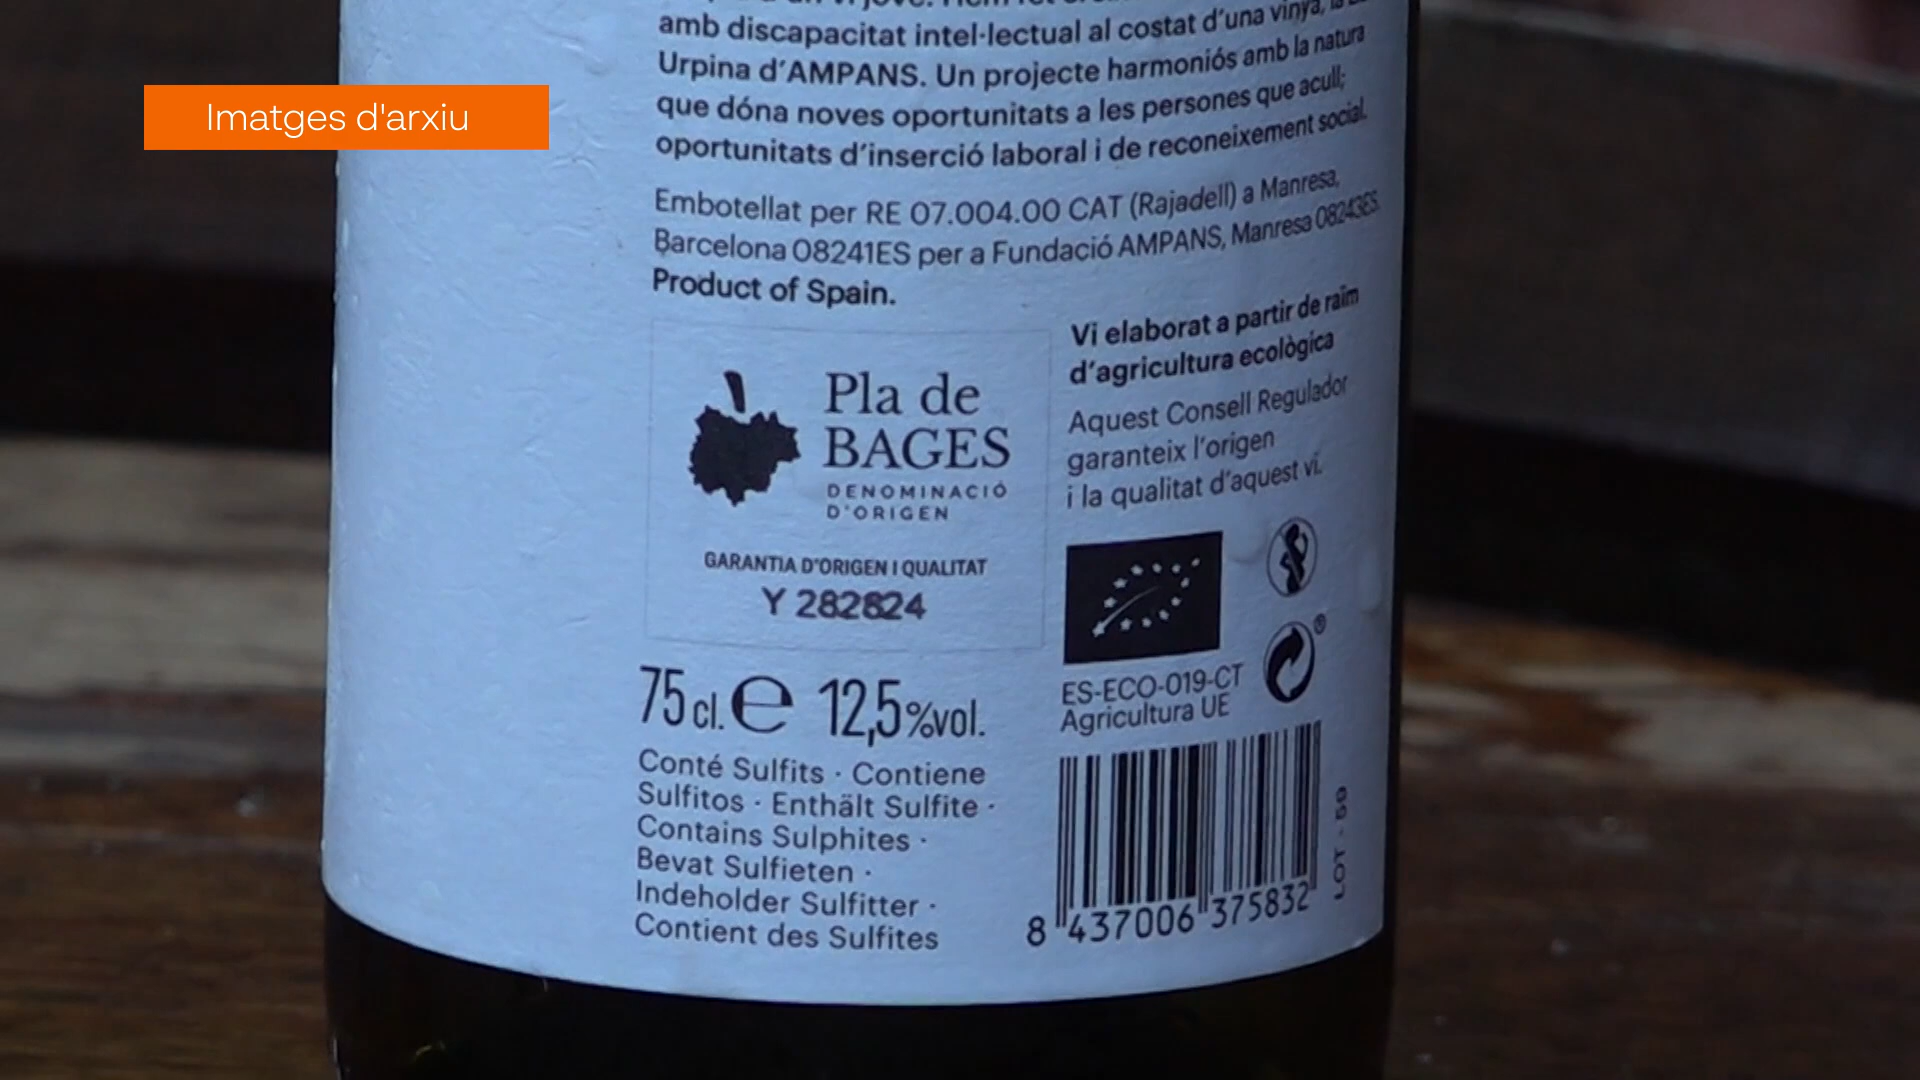 Imatges d'arxiu
amb discapacitat intel·lectual al costat d'una vinya, la
Urpina d'AMPANS. Un projecte harmoniós amb la natura
que dóna noves oportunitats a les persones que acull;
oportunitats d'inserció laboral i de reconeixement social.
Embotellat per RE 07.004.00 CAT (Rajadell) a Manresa,
Barcelona 08241ES per a Fundació AMPANS, Manresa 08243ES.
Product of Spain.
Pla de
BAGES
DENOMINACIÓ
D'ORIGEN
GARANTIA D'ORIGEN I QUALITAT
Y 282824
Vi elaborat a partir de raïm
d'agricultura ecològica
Aquest Consell Regulador
garanteix l'origen
i la qualitat d'aquest vi.
ES-ECO-019-CT
Agricultura UE
75 cl. e 12,5%vol.
Conté Sulfits · Contiene
Sulfitos · Enthält Sulfite ·
Contains Sulphites ·
Bevat Sulfieten ·
Indeholder Sulfitter ·
Contient des Sulfites
8 437006 375832